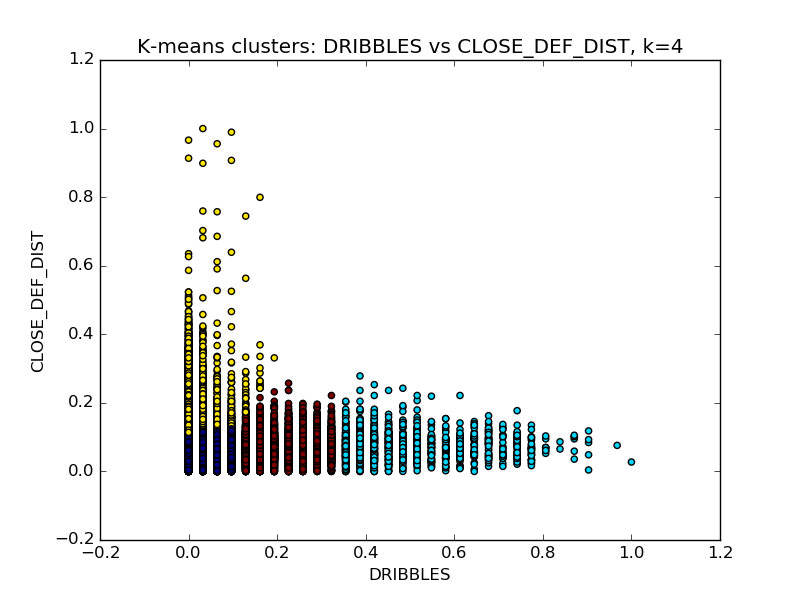 K-means clusters: DRIBBLES vs CLOSE_DEF_DIST, k=4
1.2
1.0
0.8
0.6
0.4
0.2
0.0
−0.2
CLOSE_DEF_DIST
−0.2 0.0 0.2 0.4 0.6 0.8 1.0 1.2
DRIBBLES